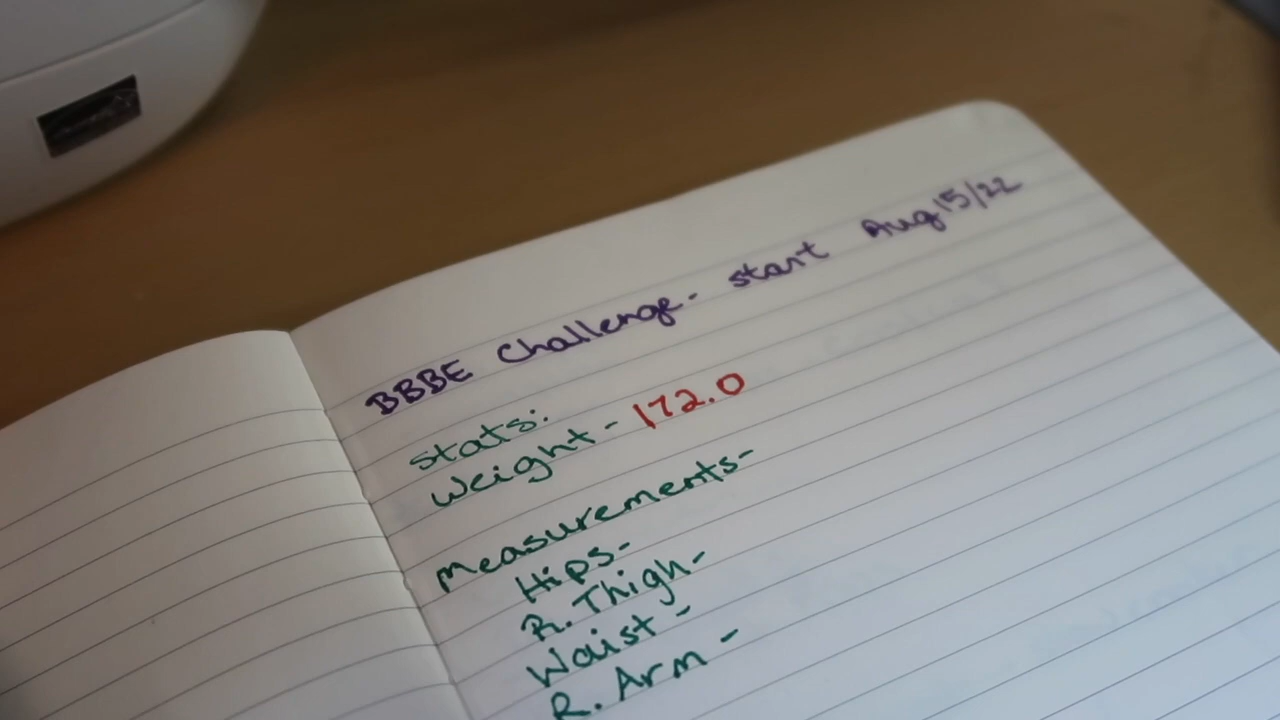 BBBE Challenge - start Aug 15/22
Stats:
Weight - 172.0
Measurements-
Hips-
R. Thigh-
Waist -
R. Arm -